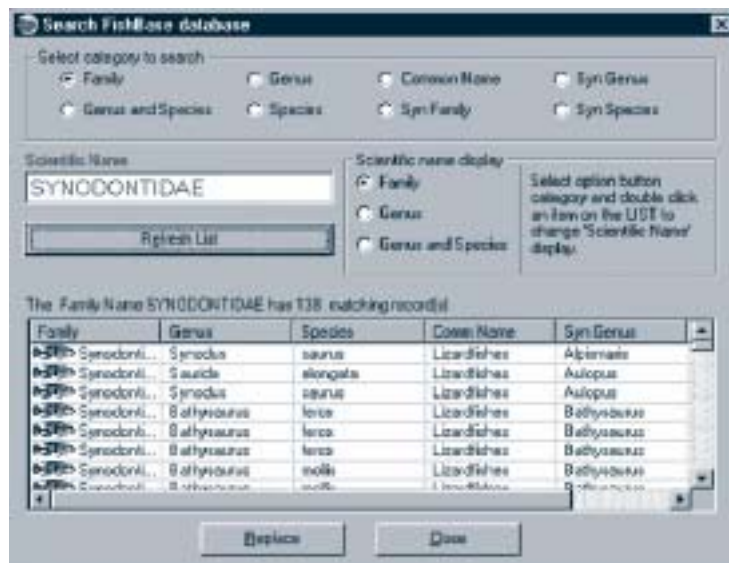 Search FishBase database
Select category to search
Family Genus Common Name Syn Genus
Genus and Species Species Syn Family Syn Species
Scientific Name
SYNODONTIDAE
Refresh List
Scientific name display
Family
Genus
Genus and Species
Select option button
category and double click
an item on the LIST to
change 'Scientific Name'
display.
The Family Name SYNODONTIDAE has 138 matching record(s)
Family Genus Species Comm Name Syn Genus
Synodonti... Synodus saurus Lizardfishes
Synodonti... Saurida elongata Lizardfishes Aulopus
Synodonti... Synodus saurus Lizardfishes Aulopus
Synodonti... Bathysaurus ferox Lizardfishes Bathysaurus
Synodonti... Bathysaurus ferox Lizardfishes Bathysaurus
Synodonti... Bathysaurus ferox Lizardfishes Bathysaurus
Synodonti... Bathysaurus mollis Lizardfishes Bathysaurus
Synodonti... Bathysaurus mollis Lizardfishes Bathysaurus
Replace Close